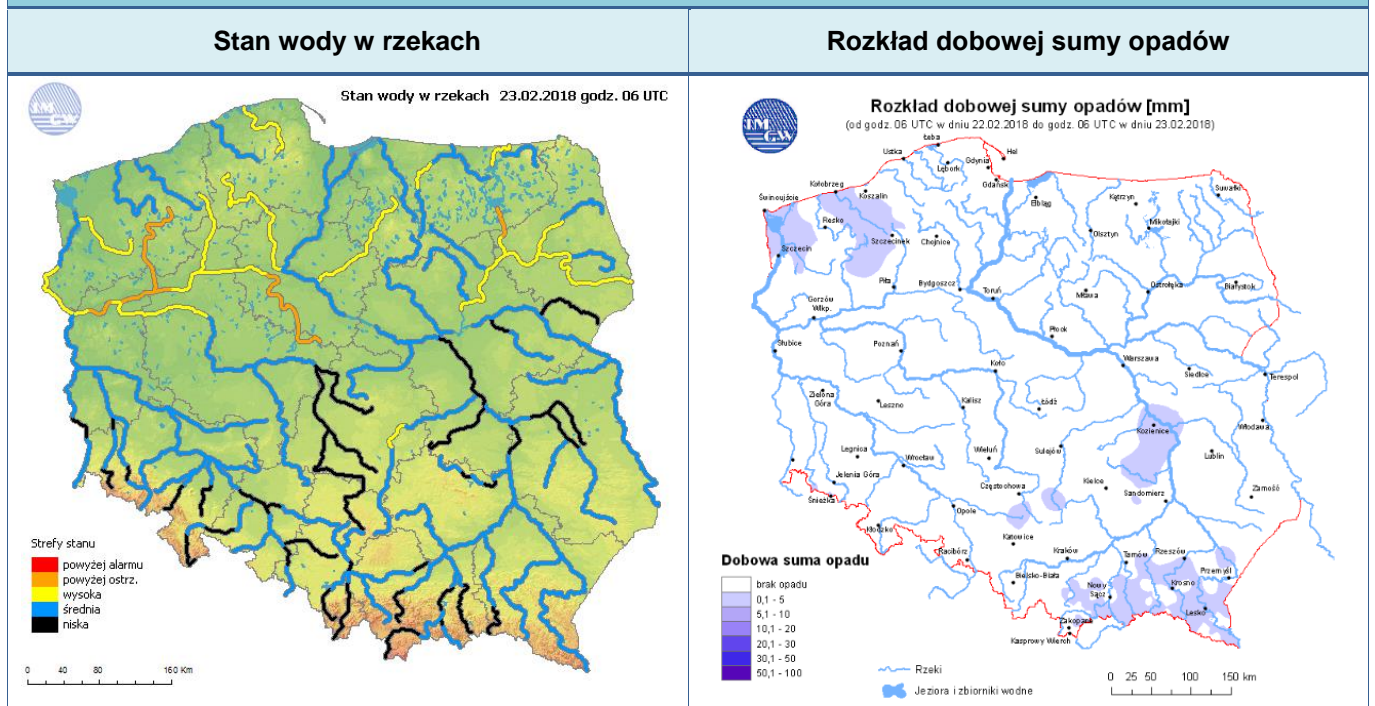 Stan wody w rzekach
Rozkład dobowej sumy opadów
IM
GW
Stan wody w rzekach 23.02.2018 godz. 06 UTC
Strefy stanu
powyżej alarmu
powyżej ostrz.
wysoka
średnia
niska
0 40 80 160 Km
IM
GW
Rozkład dobowej sumy opadów [mm]
(od godz. 06 UTC w dniu 22.02.2018 do godz. 06 UTC w dniu 23.02.2018)
Łeba
Ustka
Hel
Gdynia
Lębork
Gdańsk
Kołobrzeg
Koszalin
Suwałki
Świnoujście
Elbląg
Kętrzyn
Resko
Mikołajki
Olsztyn
Szczecinek
Chojnice
Szczecin
Piła
Bydgoszcz
Toruń
Mława
Ostrołęka
Białystok
Gorzów
Wlkp.
Płock
Słubice
Poznań
Warszawa
Koło
Siedlce
Terespol
Zielona
Góra
Leszno
Kalisz
Łódź
Kozienice
Włodawa
Legnica
Wrocław
Wieluń
Sulejów
Lublin
Jelenia Góra
Śnieżka
Częstochowa
Kielce
Sandomierz
Zamość
Opole
Kłodzko
Katowice
Racibórz
Kraków
Tarnów
Rzeszów
Przemyśl
Bielsko-Biała
Nowy
Sącz
Krosno
Lesko
Zakopane
Kasprowy Wierch
Dobowa suma opadu
brak opadu
0,1 - 5
5,1 - 10
10,1 - 20
20,1 - 30
30,1 - 50
50,1 - 100
Rzeki
Jeziora i zbiorniki wodne
0 25 50 100 150 km